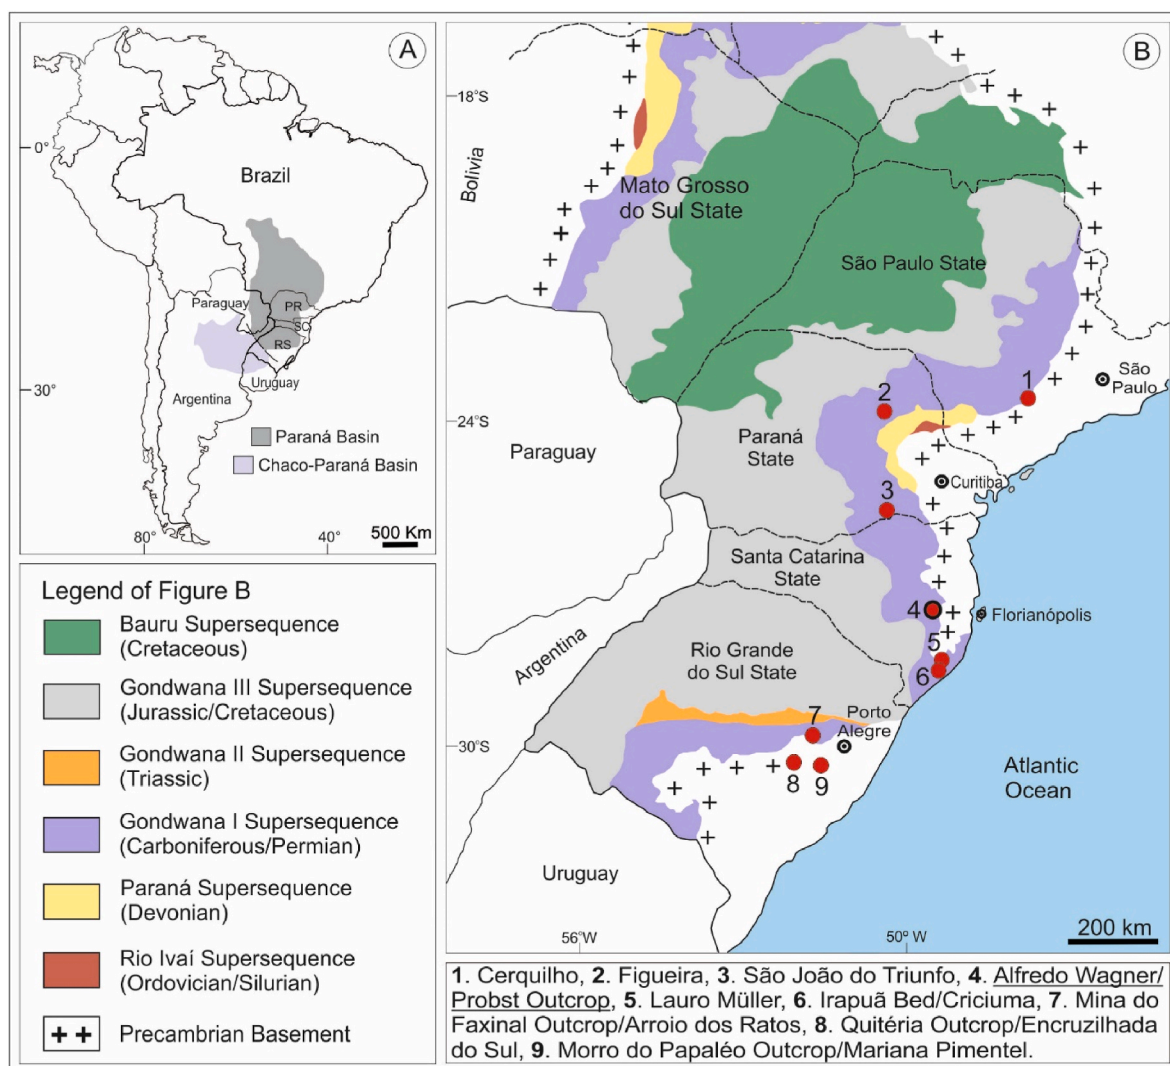 A
0°
Brazil
Paraguay
PR
SC
RS
Uruguay
Argentina
30°
Paraná Basin
Chaco-Paraná Basin
80°
40°
500 Km
B
18°S
Bolivia
Mato Grosso
do Sul State
São Paulo State
São
Paulo
1
2
24°S
Paraguay
Paraná
State
Curitiba
3
Santa Catarina
State
4
Florianópolis
5
6
Argentina
Rio Grande
do Sul State
Porto
Alegre
7
30°S
8
9
Atlantic
Ocean
Uruguay
56°W
50° W
200 km
Legend of Figure B
Bauru Supersequence
(Cretaceous)
Gondwana III Supersequence
(Jurassic/Cretaceous)
Gondwana II Supersequence
(Triassic)
Gondwana I Supersequence
(Carboniferous/Permian)
Paraná Supersequence
(Devonian)
Rio Ivaí Supersequence
(Ordovician/Silurian)
Precambrian Basement
1. Cerquilho, 2. Figueira, 3. São João do Triunfo, 4. Alfredo Wagner/
Probst Outcrop, 5. Lauro Müller, 6. Irapuã Bed/Criciuma, 7. Mina do
Faxinal Outcrop/Arroio dos Ratos, 8. Quitéria Outcrop/Encruzilhada
do Sul, 9. Morro do Papaléo Outcrop/Mariana Pimentel.